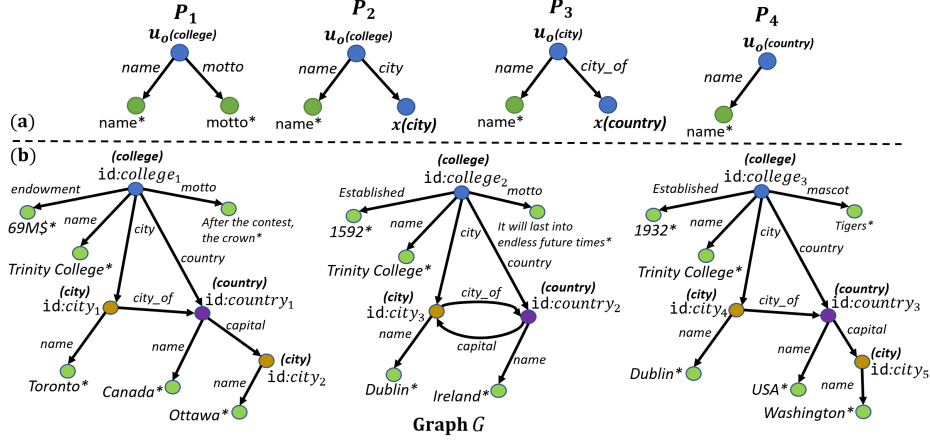 P₁ P₂ P₃ P₄
u₀(college) u₀(college) u₀(city) u₀(country)
name motto name city name city_of name
name* motto* name* x(city) name* x(country) name*
(a)
(b)
(college)
id:college₁
endowment
motto
69M$*
name
city
After the contest,
the crown*
Trinity College*
country
(city)
id:city₁
city_of
(country)
id:country₁
name
name
capital
Toronto*
Canada*
(city)
id:city₂
name
Ottawa*
(college)
id:college₂
Established
motto
1592*
name
city
It will last into
endless future times*
Trinity College*
country
(city)
id:city₃
city_of
(country)
id:country₂
capital
name
name
Dublin*
Ireland*
(college)
id:college₃
Established
mascot
1932*
name
city
Tigers*
Trinity College*
country
(city)
id:city₄
city_of
(country)
id:country₃
name
name
capital
Dublin*
USA*
(city)
id:city₅
name
Washington*
Graph G